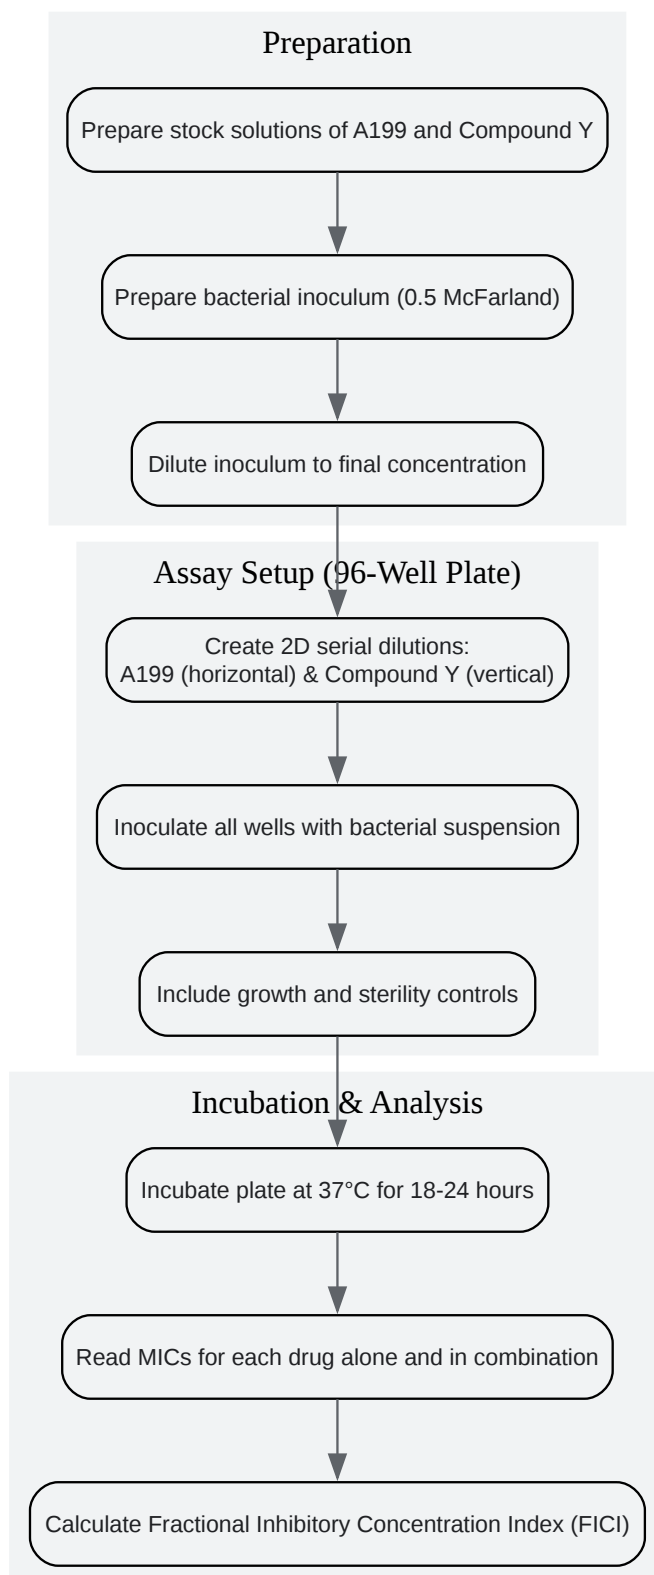 Preparation
Prepare stock solutions of A199 and Compound Y
Prepare bacterial inoculum (0.5 McFarland)
Dilute inoculum to final concentration
Assay Setup (96-Well Plate)
Create 2D serial dilutions:
A199 (horizontal) & Compound Y (vertical)
Inoculate all wells with bacterial suspension
Include growth and sterility controls
Incubation & Analysis
Incubate plate at 37°C for 18-24 hours
Read MICs for each drug alone and in combination
Calculate Fractional Inhibitory Concentration Index (FICI)